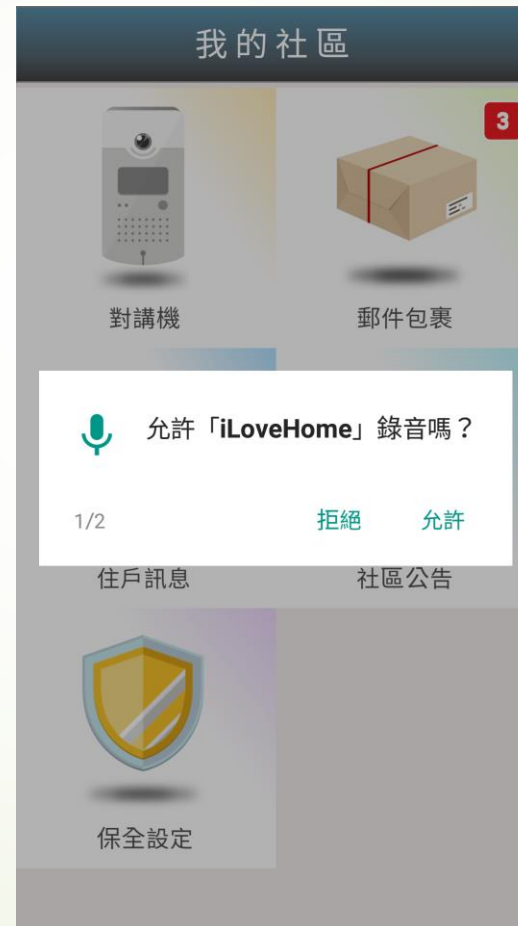 我的社區
3
對講機
郵件包裹
允許「iLoveHome」錄音嗎？
1/2
拒絕
允許
住戶訊息
社區公告
保全設定